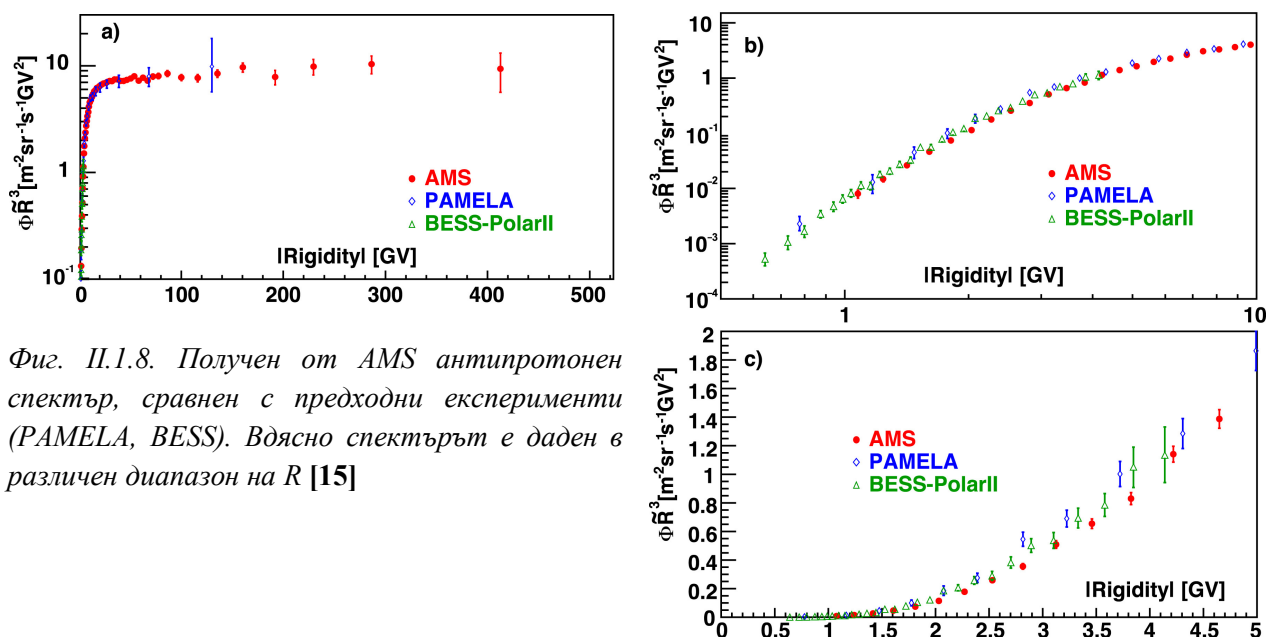 a)
Φ R̃³ [m⁻²sr⁻¹s⁻¹GV²]
10
1
10⁻¹
AMS
PAMELA
BESS-PolarII
|Rigidity| [GV]
0 100 200 300 400 500
Фиг. II.1.8. Получен от AMS антипротонен
спектър, сравнен с предходни експерименти
(PAMELA, BESS). Вдясно спектърът е даден в
различен диапазон на R [15]
b)
Φ R̃³ [m⁻²sr⁻¹s⁻¹GV²]
10
1
10⁻¹
10⁻²
10⁻³
10⁻⁴
AMS
PAMELA
BESS-PolarII
|Rigidity| [GV]
1 10
c)
Φ R̃³ [m⁻²sr⁻¹s⁻¹GV²]
2
1.8
1.6
1.4
1.2
1
0.8
0.6
0.4
0.2
0
AMS
PAMELA
BESS-PolarII
|Rigidity| [GV]
0 0.5 1 1.5 2 2.5 3 3.5 4 4.5 5